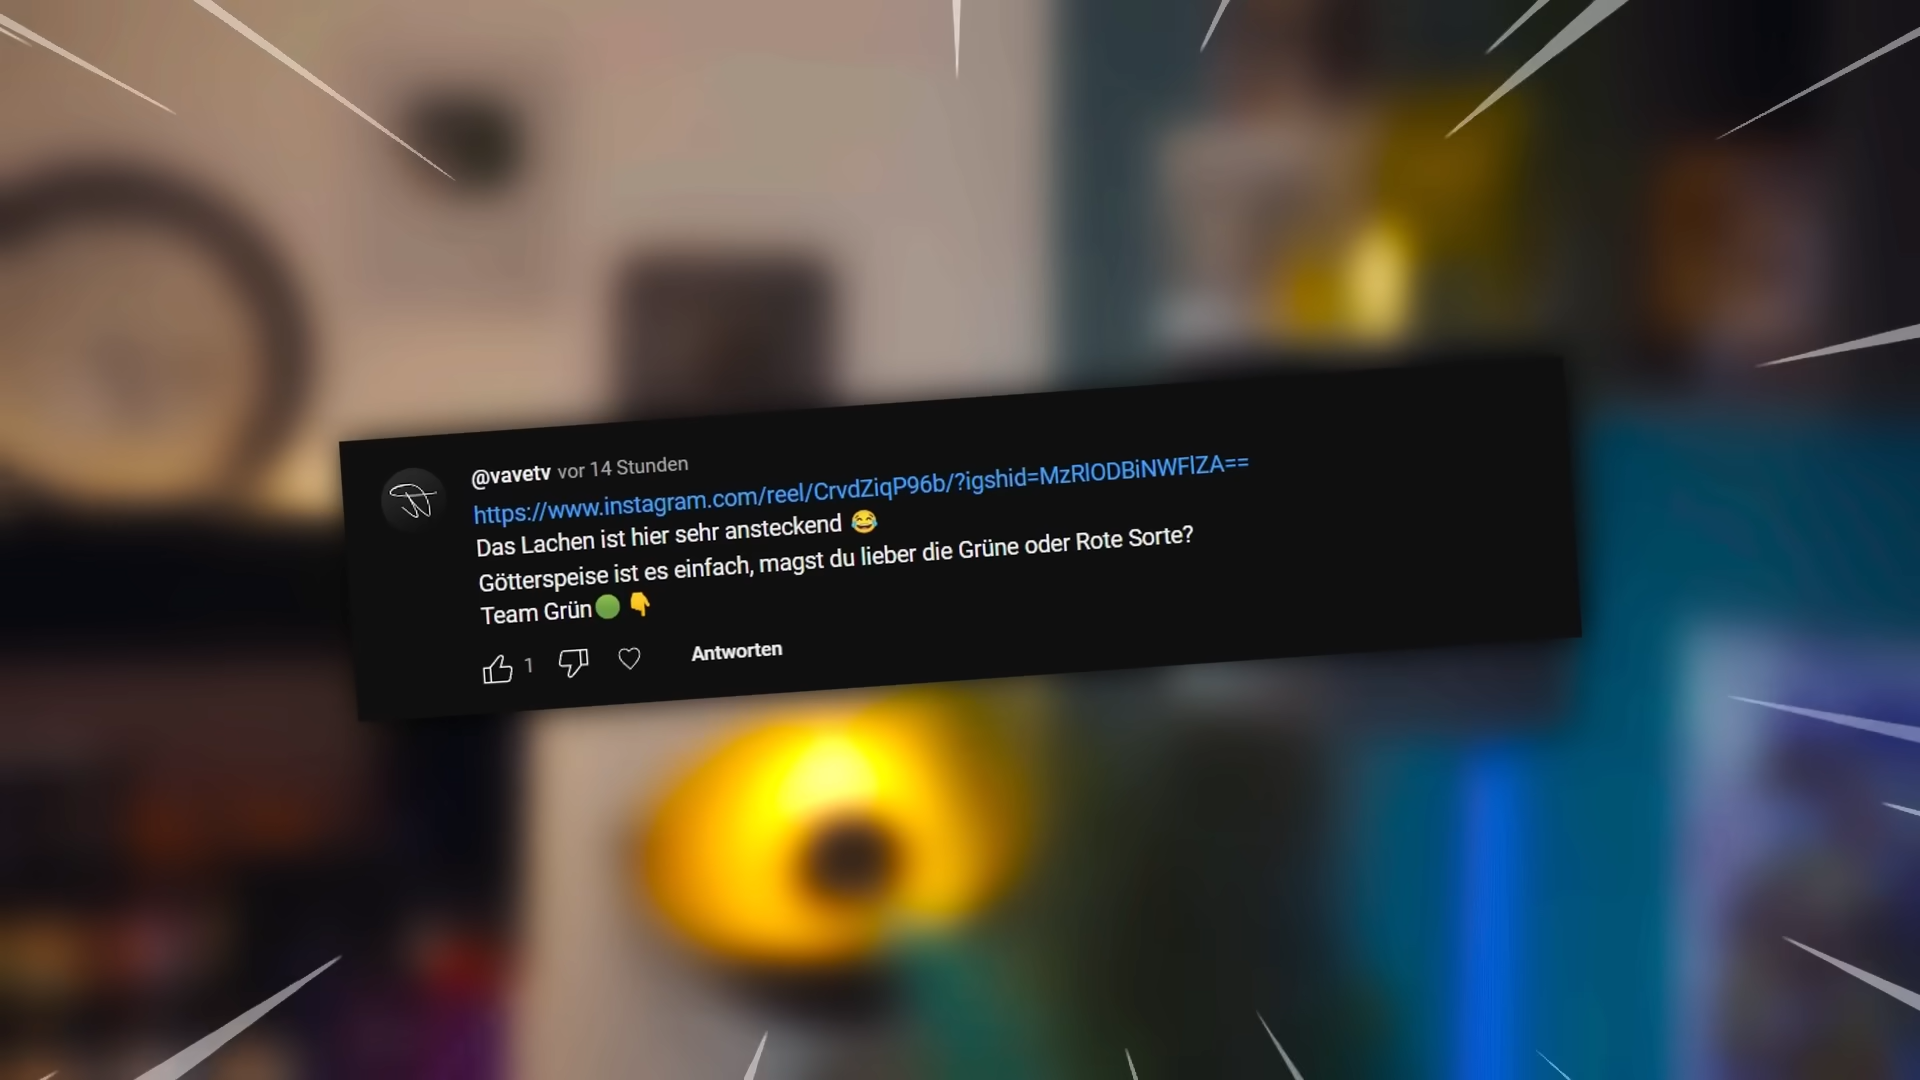 @vavetv vor 14 Stunden
https://www.instagram.com/reel/CrvdZiqP96b/?igshid=MzRlODBiNWFlZA==
Das Lachen ist hier sehr ansteckend 😂
Götterspeise ist es einfach, magst du lieber die Grüne oder Rote Sorte?
Team Grün🟢 👇
1
Antworten